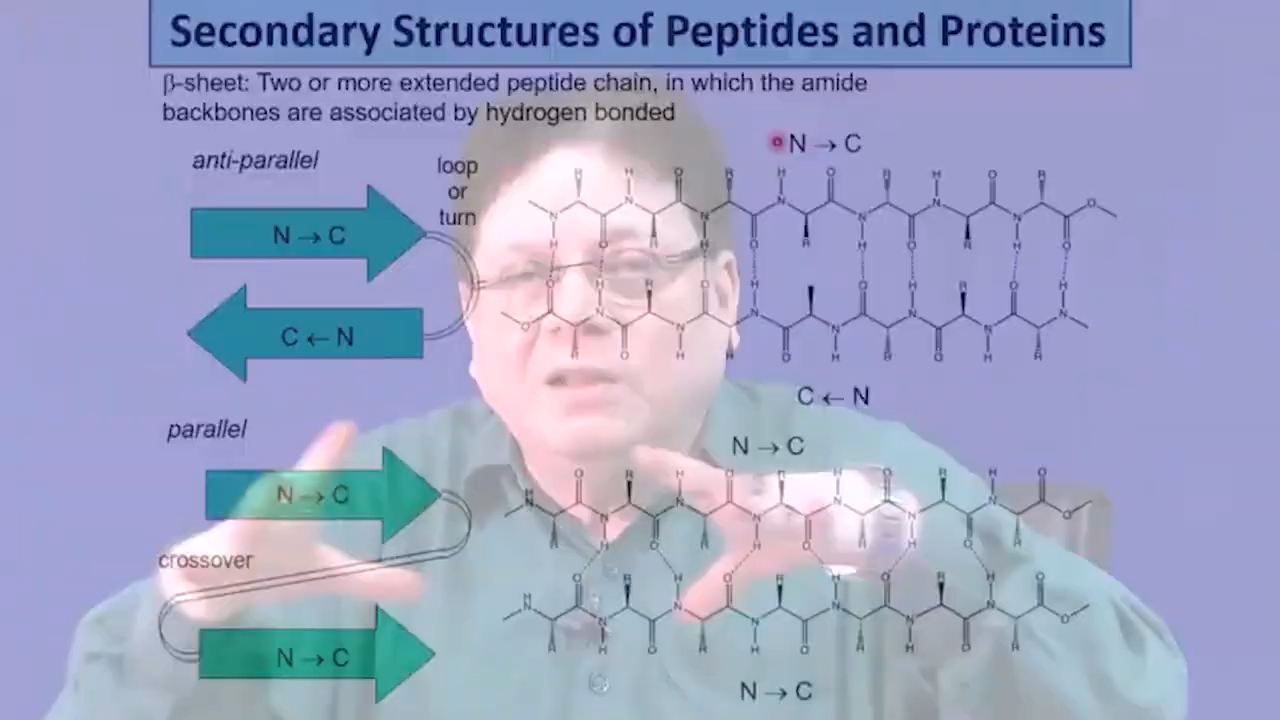 Secondary Structures of Peptides and Proteins
β-sheet: Two or more extended peptide chain, in which the amide
backbones are associated by hydrogen bonded
anti-parallel
loop
or
turn
N → C
C ← N
N → C
C ← N
parallel
N → C
crossover
N → C
N → C
N → C